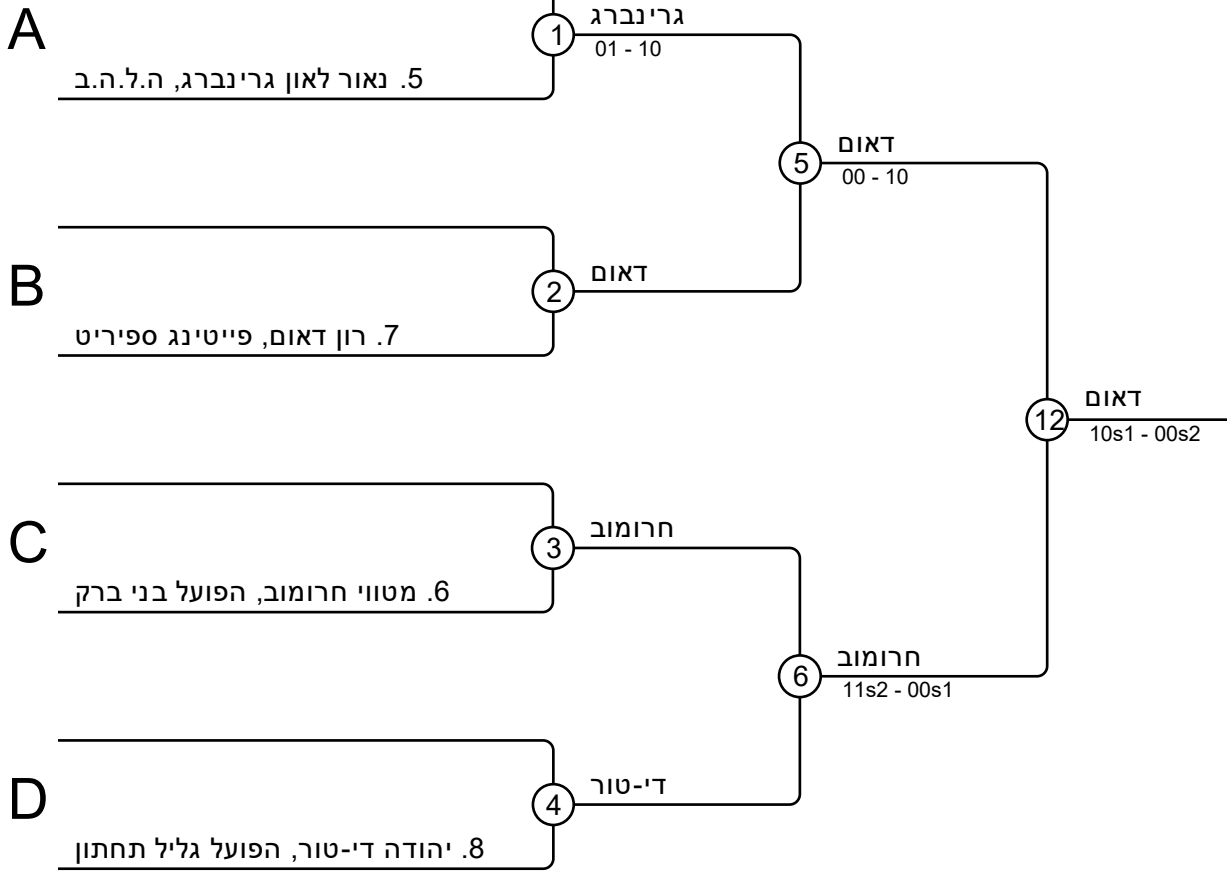 A
1
גרינברג
01 - 10
5. נאור לאון גרינברג, ה.ל.ה.ב
5
דאום
00 - 10
B
2
דאום
7. רון דאום, פייטינג ספיריט
12
דאום
10s1 - 00s2
C
3
חרומוב
6. מטווי חרומוב, הפועל בני ברק
6
חרומוב
11s2 - 00s1
D
4
די-טור
8. יהודה די-טור, הפועל גליל תחתון